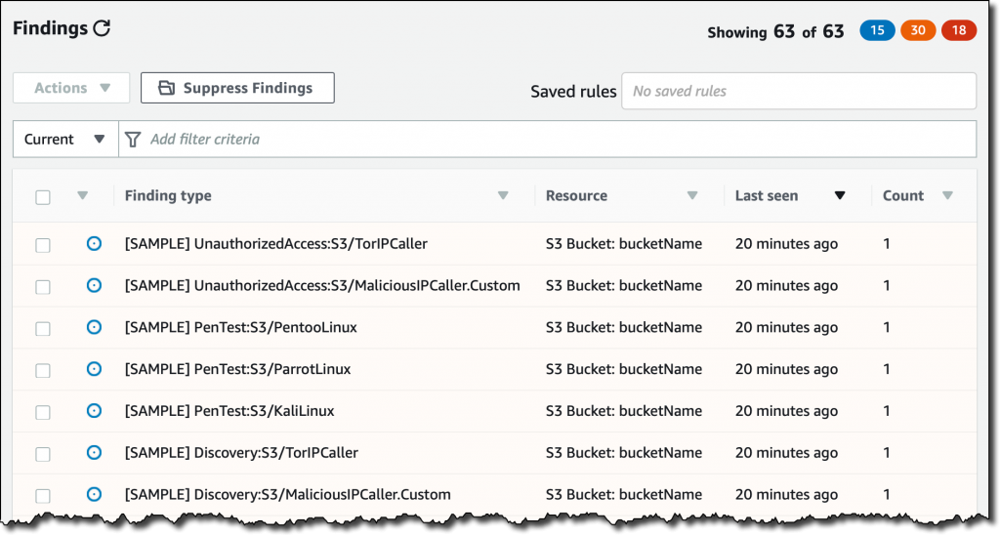 Findings
Showing 63 of 63 15 30 18
Actions Suppress Findings Saved rules No saved rules
Current Add filter criteria
Finding type Resource Last seen Count
[SAMPLE] UnauthorizedAccess:S3/TorIPCaller S3 Bucket: bucketName 20 minutes ago 1
[SAMPLE] UnauthorizedAccess:S3/MaliciousIPCaller.Custom S3 Bucket: bucketName 20 minutes ago 1
[SAMPLE] PenTest:S3/PentooLinux S3 Bucket: bucketName 20 minutes ago 1
[SAMPLE] PenTest:S3/ParrotLinux S3 Bucket: bucketName 20 minutes ago 1
[SAMPLE] PenTest:S3/KaliLinux S3 Bucket: bucketName 20 minutes ago 1
[SAMPLE] Discovery:S3/TorIPCaller S3 Bucket: bucketName 20 minutes ago 1
[SAMPLE] Discovery:S3/MaliciousIPCaller.Custom S3 Bucket: bucketName 20 minutes ago 1